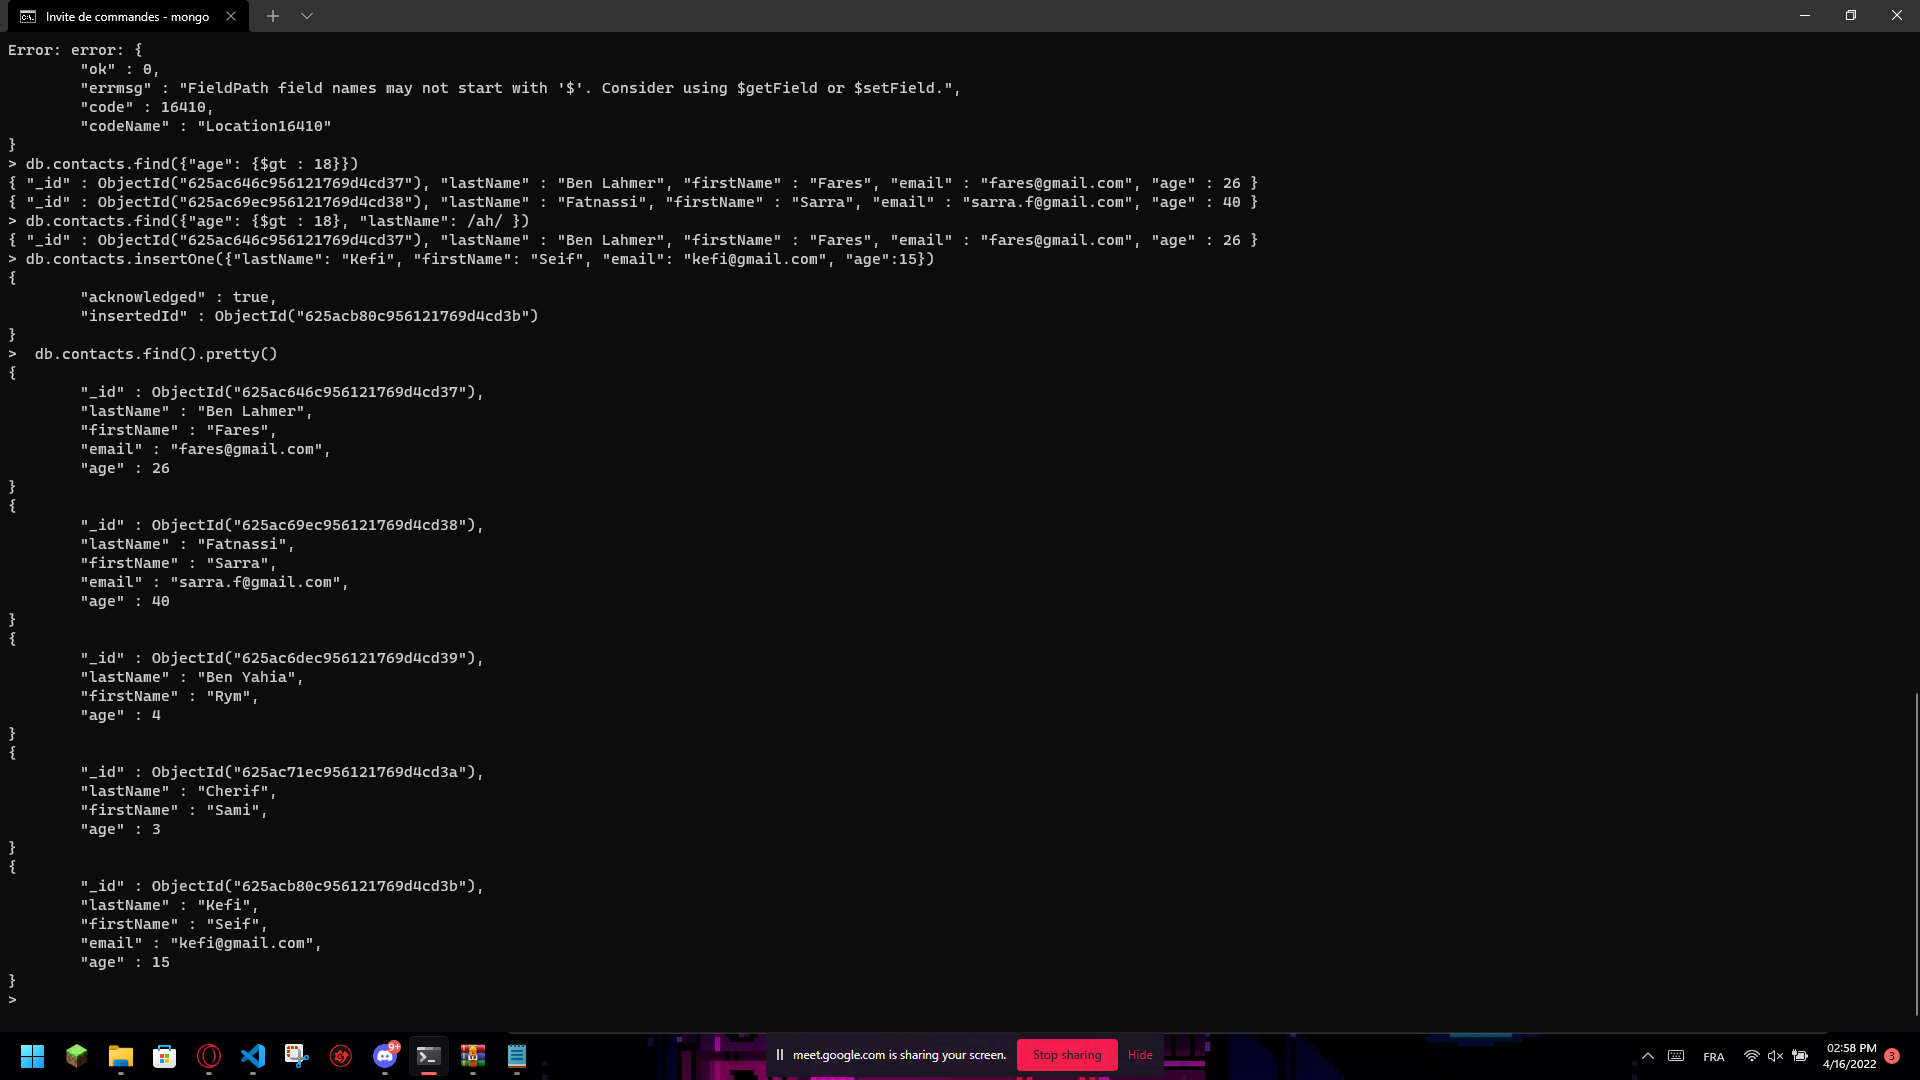 Invite de commandes - mongo
Error: error: {
        "ok" : 0,
        "errmsg" : "FieldPath field names may not start with '$'. Consider using $getField or $setField.",
        "code" : 16410,
        "codeName" : "Location16410"
}
> db.contacts.find({"age": {$gt : 18}})
{ "_id" : ObjectId("625ac646c956121769d4cd37"), "lastName" : "Ben Lahmer", "firstName" : "Fares", "email" : "fares@gmail.com", "age" : 26 }
{ "_id" : ObjectId("625ac69ec956121769d4cd38"), "lastName" : "Fatnassi", "firstName" : "Sarra", "email" : "sarra.f@gmail.com", "age" : 40 }
> db.contacts.find({"age": {$gt : 18}, "lastName": /ah/ })
{ "_id" : ObjectId("625ac646c956121769d4cd37"), "lastName" : "Ben Lahmer", "firstName" : "Fares", "email" : "fares@gmail.com", "age" : 26 }
> db.contacts.insertOne({"lastName": "Kefi", "firstName": "Seif", "email": "kefi@gmail.com", "age":15})
{
        "acknowledged" : true,
        "insertedId" : ObjectId("625acb80c956121769d4cd3b")
}
>  db.contacts.find().pretty()
{
        "_id" : ObjectId("625ac646c956121769d4cd37"),
        "lastName" : "Ben Lahmer",
        "firstName" : "Fares",
        "email" : "fares@gmail.com",
        "age" : 26
}
{
        "_id" : ObjectId("625ac69ec956121769d4cd38"),
        "lastName" : "Fatnassi",
        "firstName" : "Sarra",
        "email" : "sarra.f@gmail.com",
        "age" : 40
}
{
        "_id" : ObjectId("625ac6dec956121769d4cd39"),
        "lastName" : "Ben Yahia",
        "firstName" : "Rym",
        "age" : 4
}
{
        "_id" : ObjectId("625ac71ec956121769d4cd3a"),
        "lastName" : "Cherif",
        "firstName" : "Sami",
        "age" : 3
}
{
        "_id" : ObjectId("625acb80c956121769d4cd3b"),
        "lastName" : "Kefi",
        "firstName" : "Seif",
        "email" : "kefi@gmail.com",
        "age" : 15
}
>
9+
meet.google.com is sharing your screen.
Stop sharing
Hide
FRA
02:58 PM
4/16/2022
3